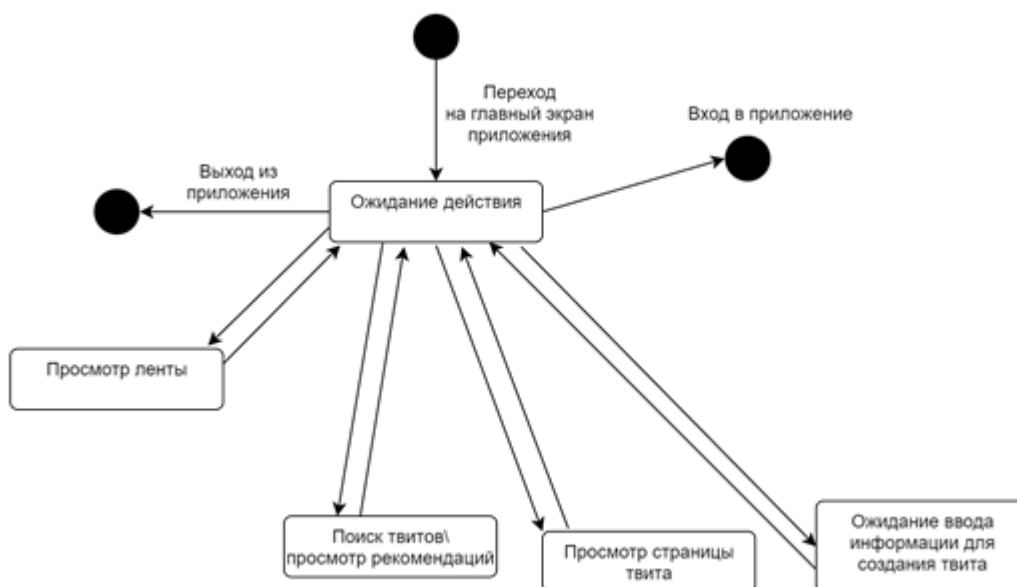 Переход
на главный экран
приложения
Вход в приложение
Выход из
приложения
Ожидание действия
Просмотр ленты
Поиск твитов\
просмотр рекомендаций
Просмотр страницы
твита
Ожидание ввода
информации для
создания твита